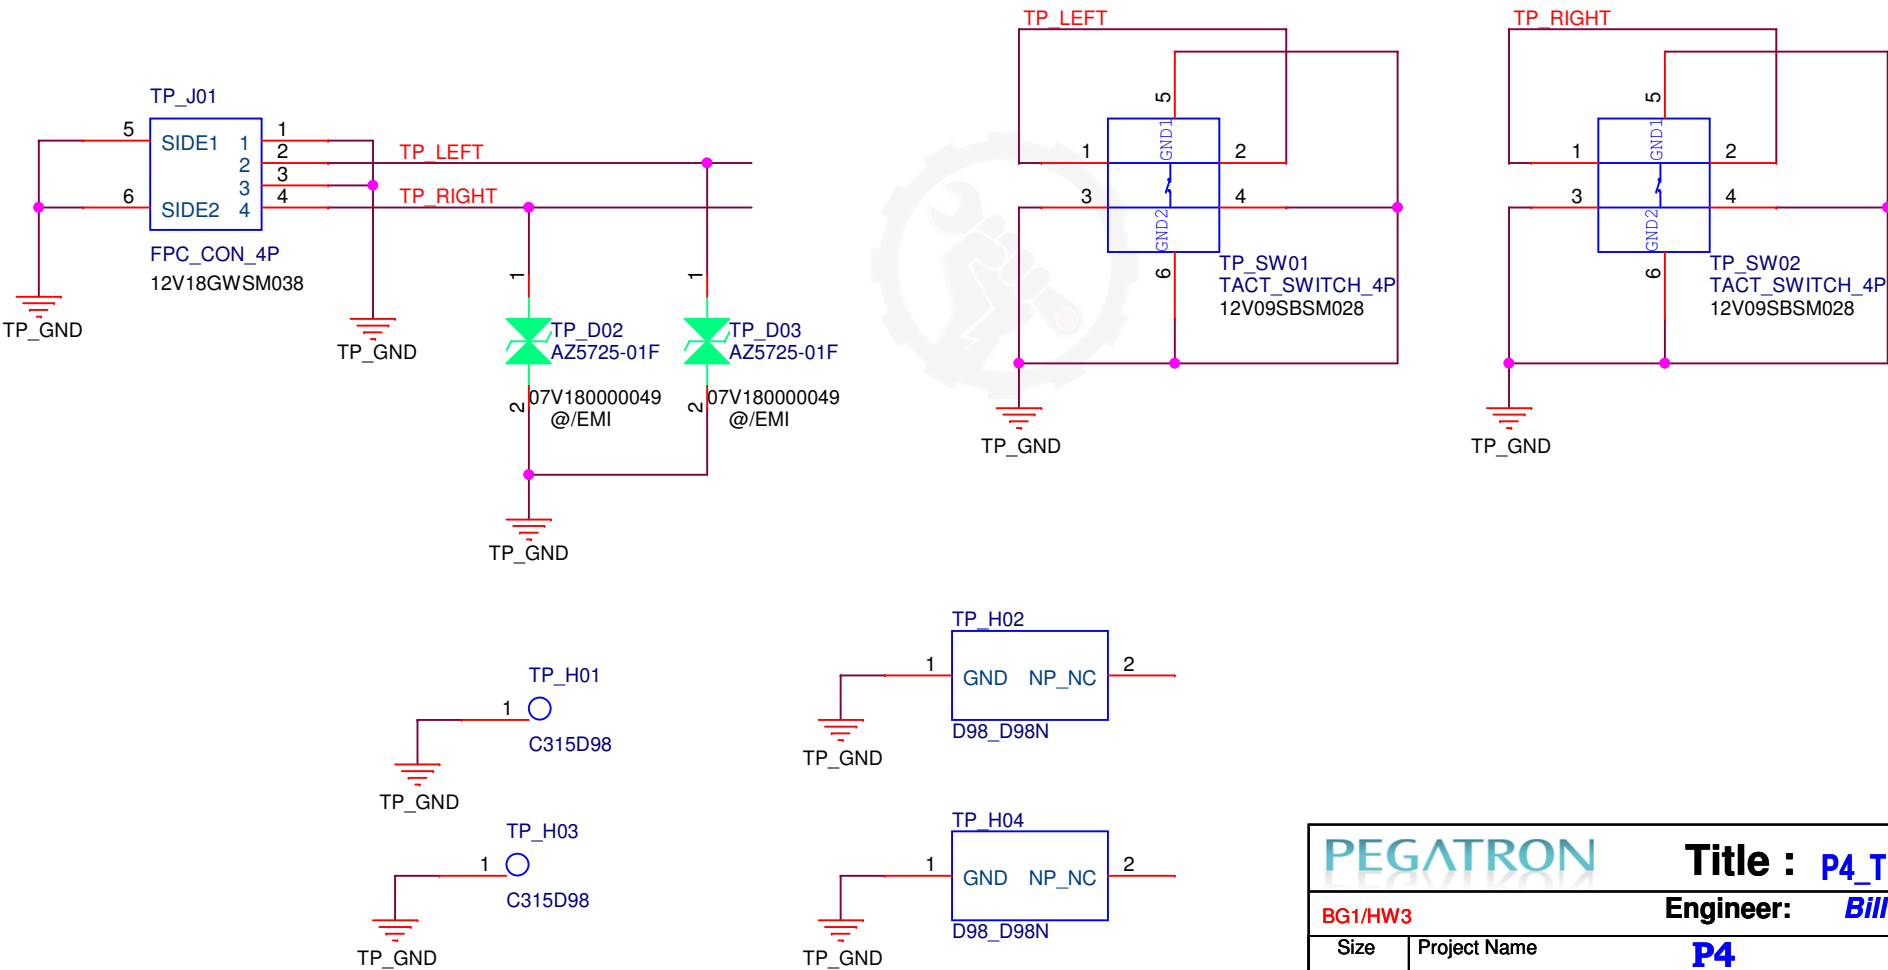 TP_LEFT
TP_RIGHT
TP_J01
5 SIDE1 1 1
2 2 TP_LEFT
3 3
6 SIDE2 4 4 TP_RIGHT
FPC_CON_4P
12V18GWSM038
TP_GND
TP_GND
1
TP_D02
AZ5725-01F
07V180000049
@/EMI
2
1
TP_D03
AZ5725-01F
07V180000049
@/EMI
2
TP_GND
5
GND1
1 2
3 4
GND2
6
TP_SW01
TACT_SWITCH_4P
12V09SBSM028
TP_GND
5
GND1
1 2
3 4
GND2
6
TP_SW02
TACT_SWITCH_4P
12V09SBSM028
TP_GND
TP_H01
1
C315D98
TP_GND
TP_H02
1 GND NP_NC 2
D98_D98N
TP_GND
TP_H03
1
C315D98
TP_GND
TP_H04
1 GND NP_NC 2
D98_D98N
TP_GND
PEGATRON Title : P4_T
BG1/HW3 Engineer: Bill
Size Project Name P4